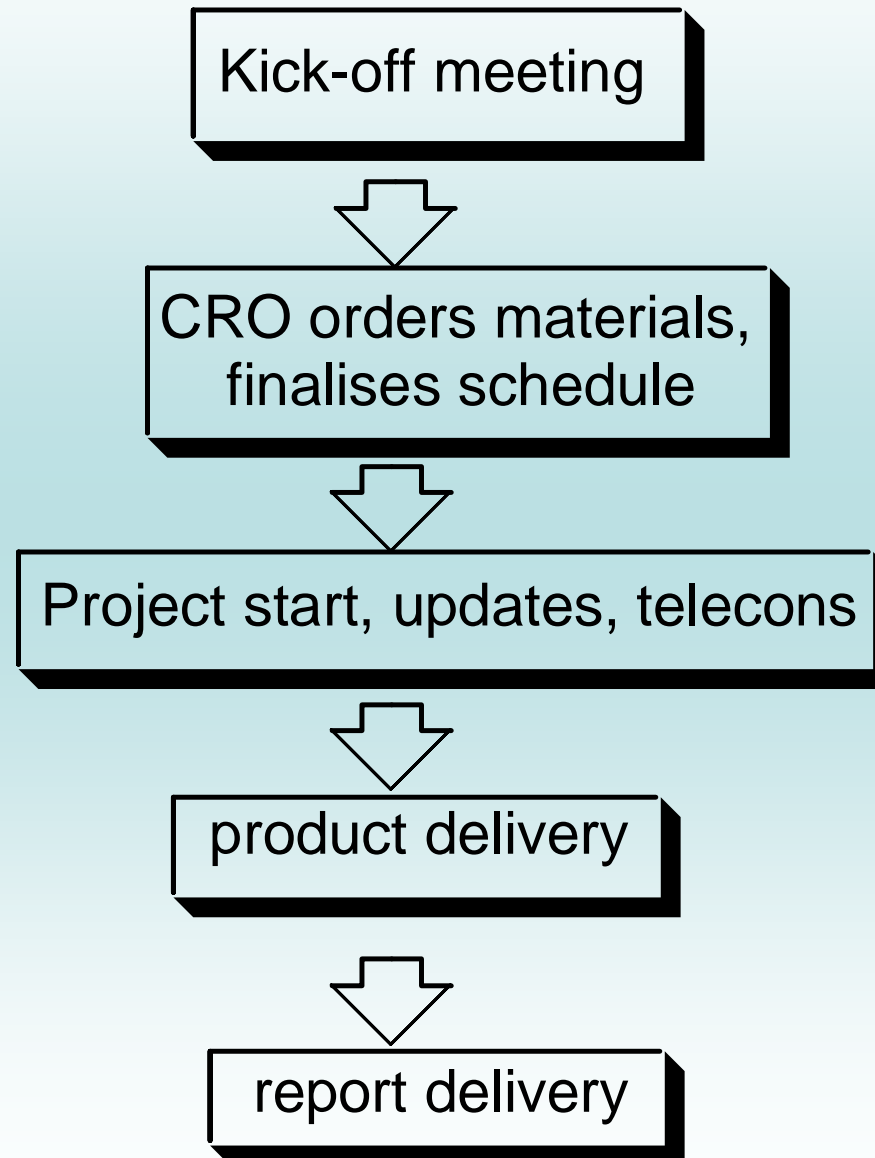 Kick-off meeting
CRO orders materials,
finalises schedule
Project start, updates, telecons
product delivery
report delivery